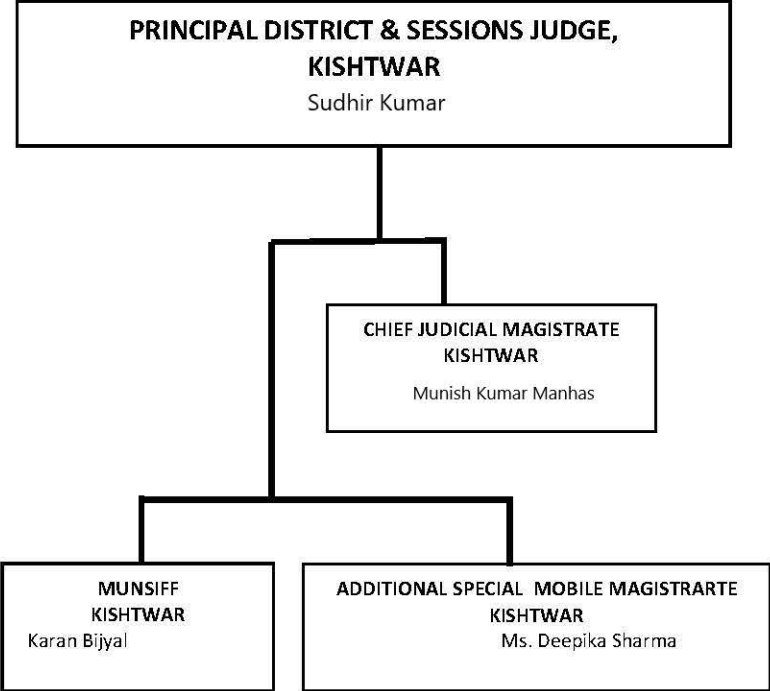 PRINCIPAL DISTRICT & SESSIONS JUDGE,
KISHTWAR
Sudhir Kumar
CHIEF JUDICIAL MAGISTRATE
KISHTWAR
Munish Kumar Manhas
MUNSIFF
KISHTWAR
Karan Bijyal
ADDITIONAL SPECIAL MOBILE MAGISTRARTE
KISHTWAR
Ms. Deepika Sharma